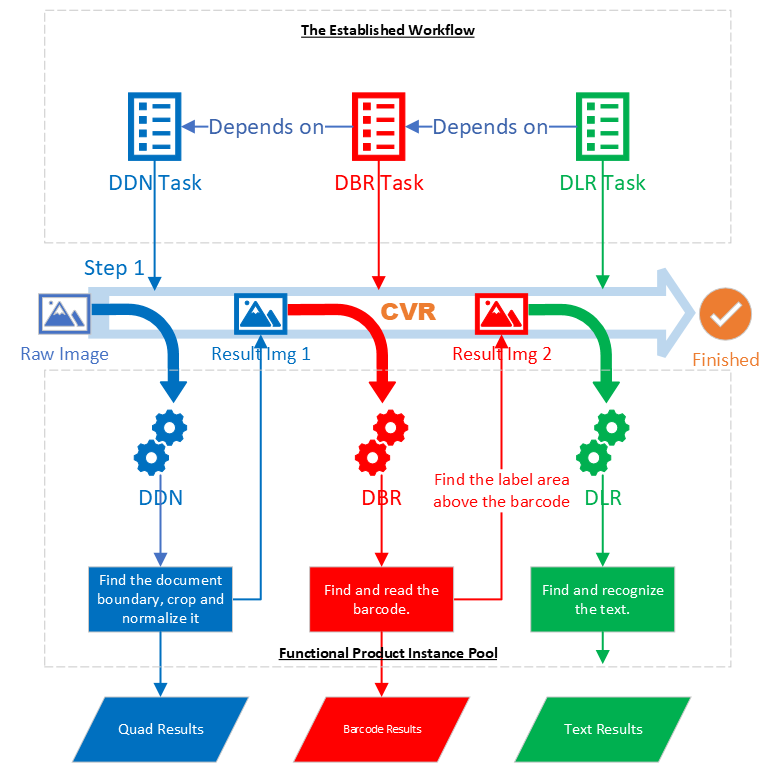 The Established Workflow
Depends on
Depends on
DDN Task
DBR Task
DLR Task
Step 1
CVR
Raw Image
Result Img 1
Result Img 2
Finished
Find the label area
above the barcode
DDN
DBR
DLR
Find the document
boundary, crop and
normalize it
Find and read the
barcode.
Find and recognize
the text.
Functional Product Instance Pool
Quad Results
Barcode Results
Text Results